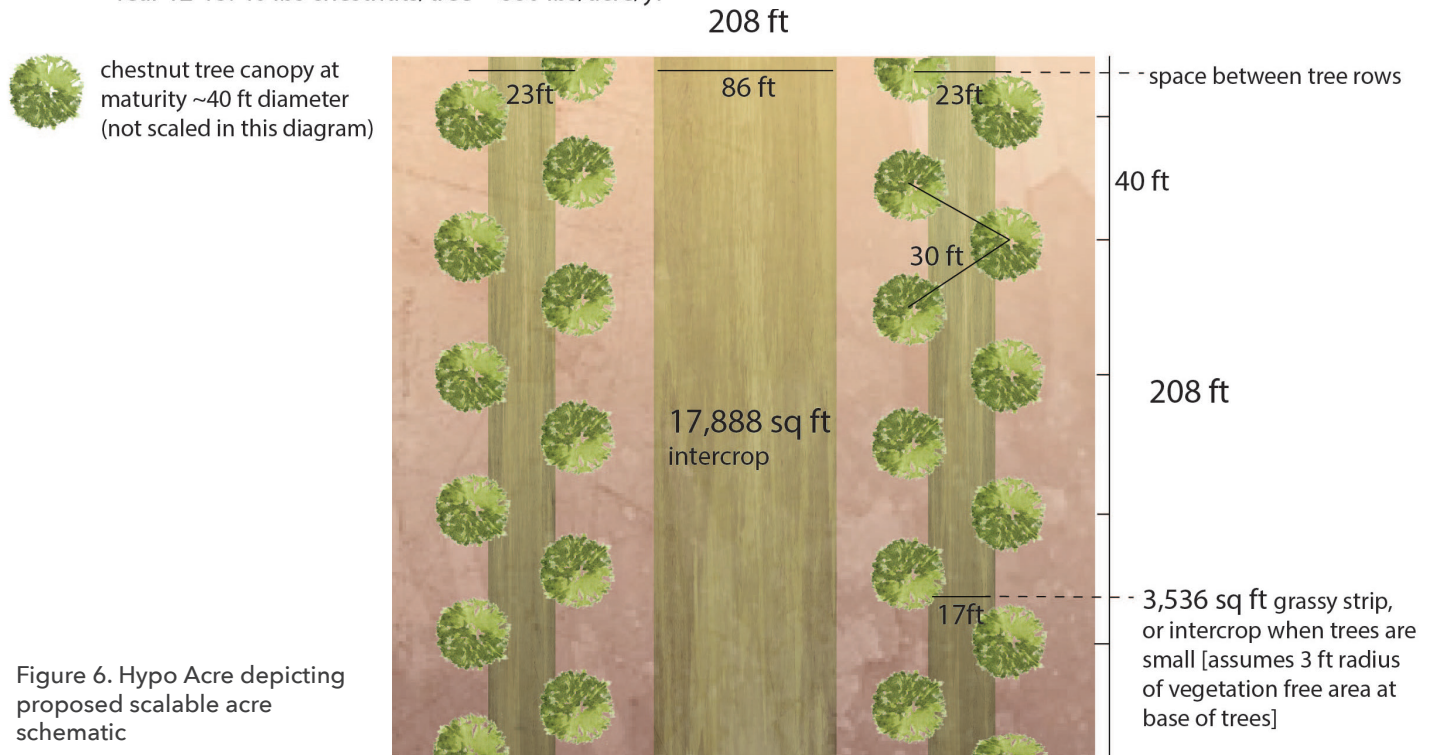 208 ft
chestnut tree canopy at
maturity ~40 ft diameter
(not scaled in this diagram)
23ft
86 ft
23ft
space between tree rows
40 ft
30 ft
208 ft
17,888 sq ft
intercrop
17ft
3,536 sq ft grassy strip,
or intercrop when trees are
small [assumes 3 ft radius
of vegetation free area at
base of trees]
Figure 6. Hypo Acre depicting
proposed scalable acre
schematic